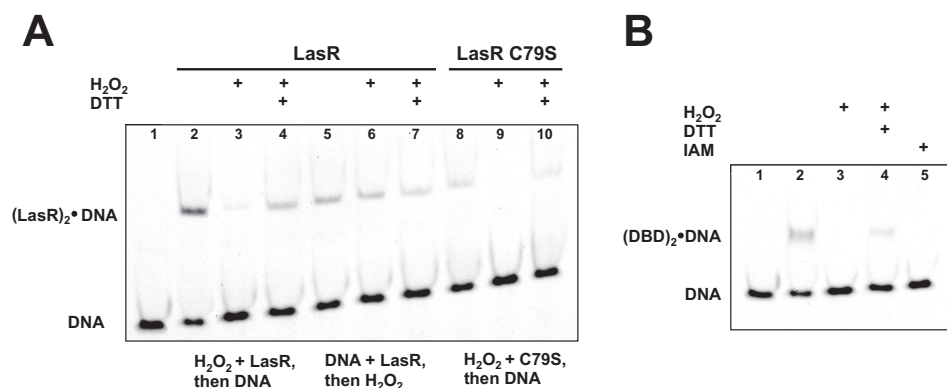 A
LasR LasR C79S
H₂O₂ + + + + + +
DTT + + +
1 2 3 4 5 6 7 8 9 10
(LasR)₂•DNA
DNA
H₂O₂ + LasR, then DNA
DNA + LasR, then H₂O₂
H₂O₂ + C79S, then DNA
B
H₂O₂ + +
DTT +
IAM +
1 2 3 4 5
(DBD)₂•DNA
DNA